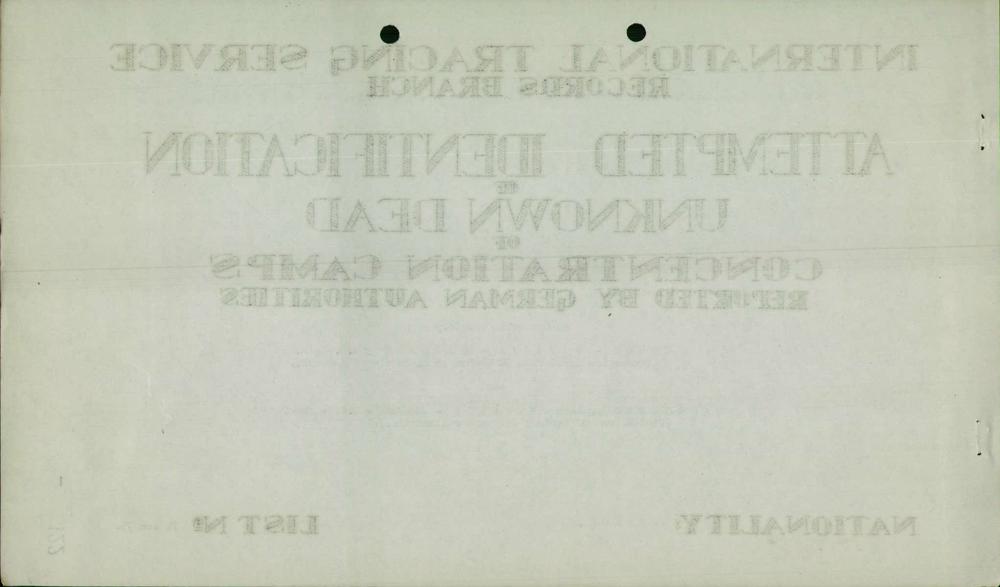 INTERNATIONAL TRACING SERVICE
RECORDS BRANCH
ATTEMPTED IDENTIFICATION
OF
UNKNOWN DEAD
OF
CONCENTRATION CAMPS
REPORTED BY GERMAN AUTHORITIES
NATIONALITY:
LIST Nº